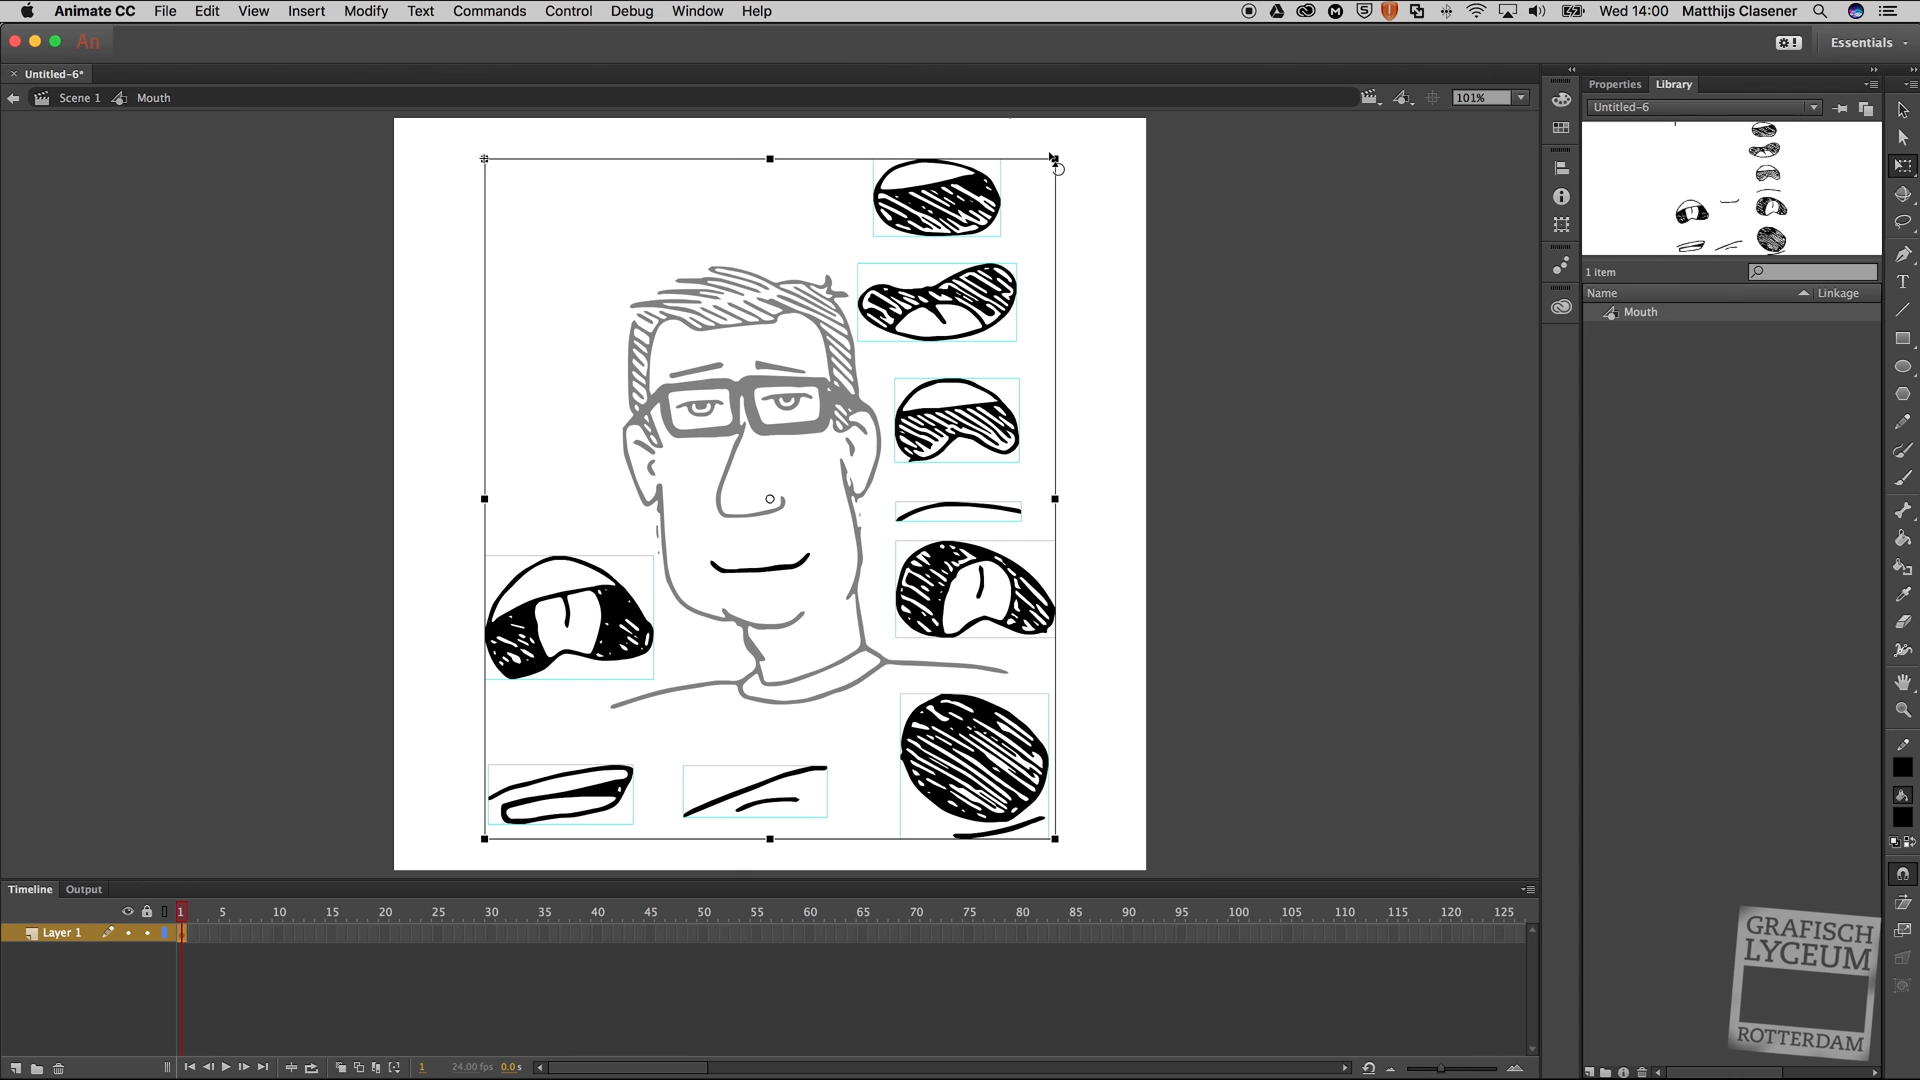 Animate CC File Edit View Insert Modify Text Commands Control Debug Window Help
Wed 14:00 Matthijs Clasener
An
Essentials
Untitled-6*
Scene 1 Mouth
101%
Properties Library
Untitled-6
1 item
Name Linkage
Mouth
Timeline Output
1 5 10 15 20 25 30 35 40 45 50 55 60 65 70 75 80 85 90 95 100 105 110 115 120 125
Layer 1
1 24.00 fps 0.0 s
GRAFISCH
LYCEUM
ROTTERDAM